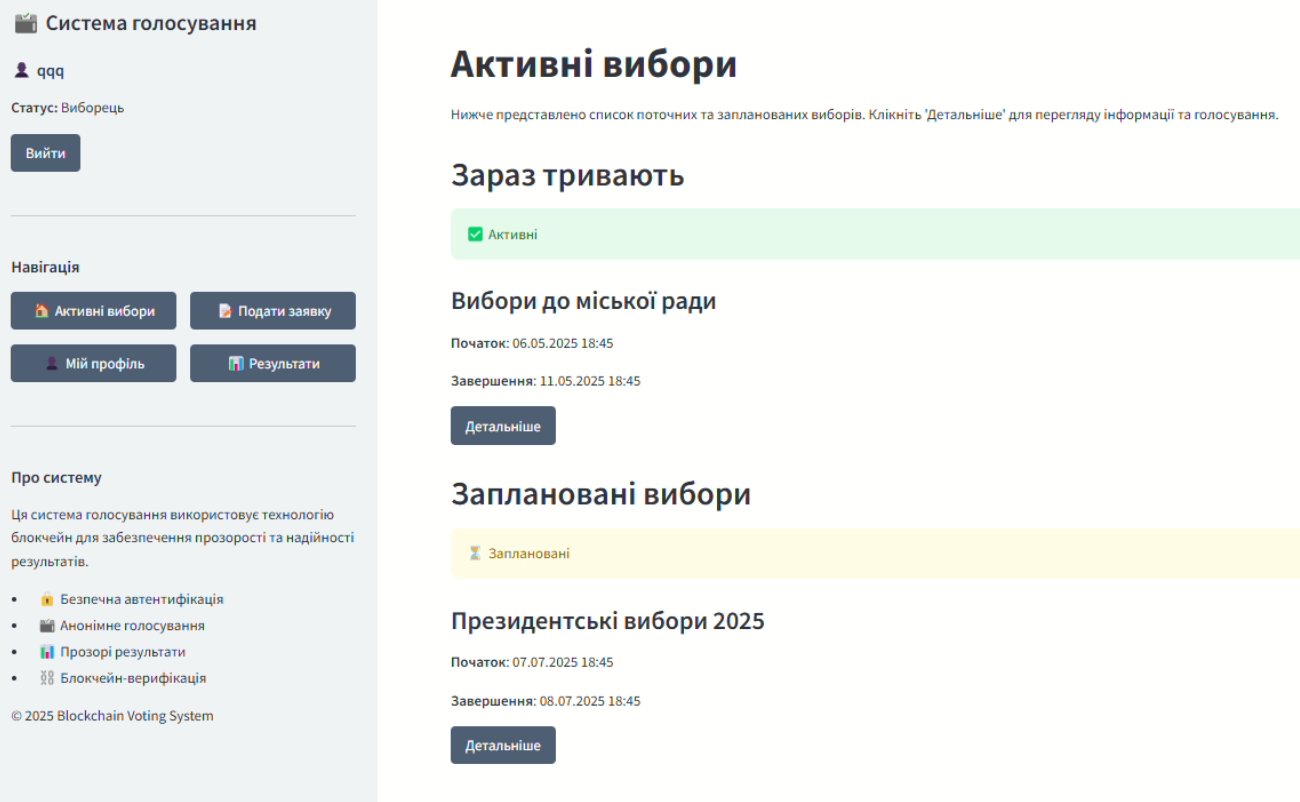 Система голосування
qqq
Статус: Виборець
Вийти
Навігація
Активні вибори
Подати заявку
Мій профіль
Результати
Про систему
Ця система голосування використовує технологію
блокчейн для забезпечення прозорості та надійності
результатів.
Безпечна автентифікація
Анонімне голосування
Прозорі результати
Блокчейн-верифікація
© 2025 Blockchain Voting System
Активні вибори
Нижче представлено список поточних та запланованих виборів. Клікніть 'Детальніше' для перегляду інформації та голосування.
Зараз тривають
Активні
Вибори до міської ради
Початок: 06.05.2025 18:45
Завершення: 11.05.2025 18:45
Детальніше
Заплановані вибори
Заплановані
Президентські вибори 2025
Початок: 07.07.2025 18:45
Завершення: 08.07.2025 18:45
Детальніше